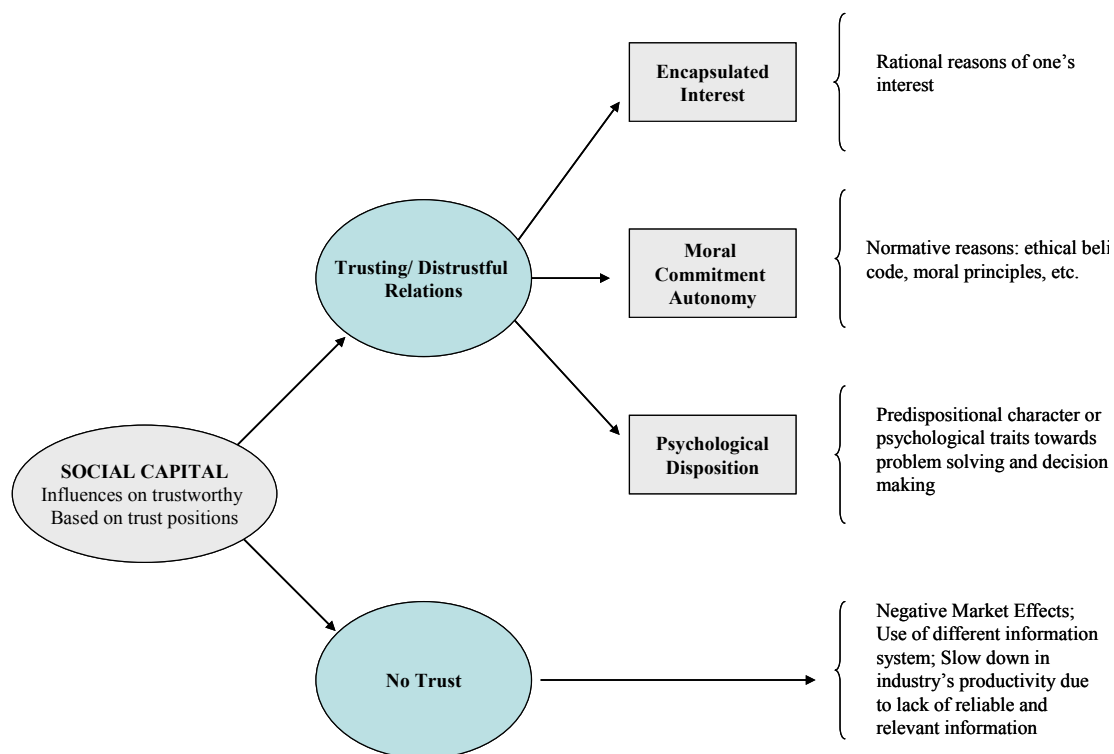 Encapsulated
Interest
Rational reasons of one's
interest
Trusting/ Distrustful
Relations
Moral
Commitment
Autonomy
Normative reasons: ethical
code, moral principles, etc.
Psychological
Disposition
Predispositional character or
psychological traits towards
problem solving and decision
making
SOCIAL CAPITAL
Influences on trustworthy
Based on trust positions
No Trust
Negative Market Effects;
Use of different information
system; Slow down in
industry's productivity due
to lack of reliable and
relevant information